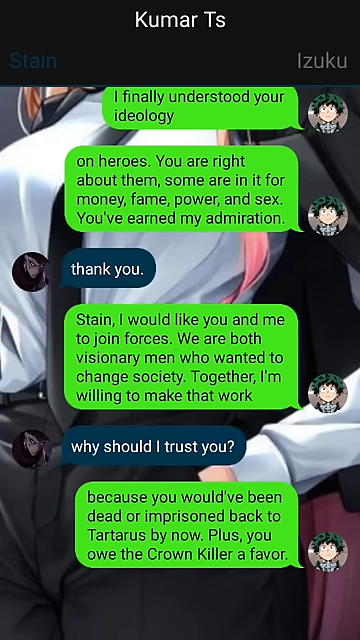 Kumar Ts
Stain
Izuku
I finally understood your
ideology
on heroes. You are right
about them, some are in it for
money, fame, power, and sex.
You've earned my admiration.
thank you.
Stain, I would like you and me
to join forces. We are both
visionary men who wanted to
change society. Together, I'm
willing to make that work
why should I trust you?
because you would've been
dead or imprisoned back to
Tartarus by now. Plus, you
owe the Crown Killer a favor.